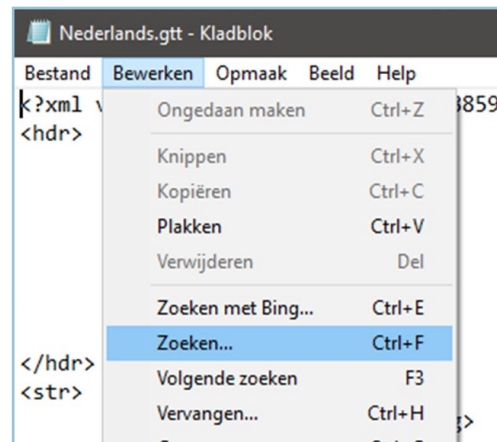 Nederlands.gtt - Kladblok
Bestand Bewerken Opmaak Beeld Help
<?xml 8859
<hdr>
Ongedaan maken Ctrl+Z
Knippen Ctrl+X
Kopiëren Ctrl+C
Plakken Ctrl+V
Verwijderen Del
Zoeken met Bing... Ctrl+E
Zoeken... Ctrl+F
</hdr>
Volgende zoeken F3
<str>
Vervangen... Ctrl+H